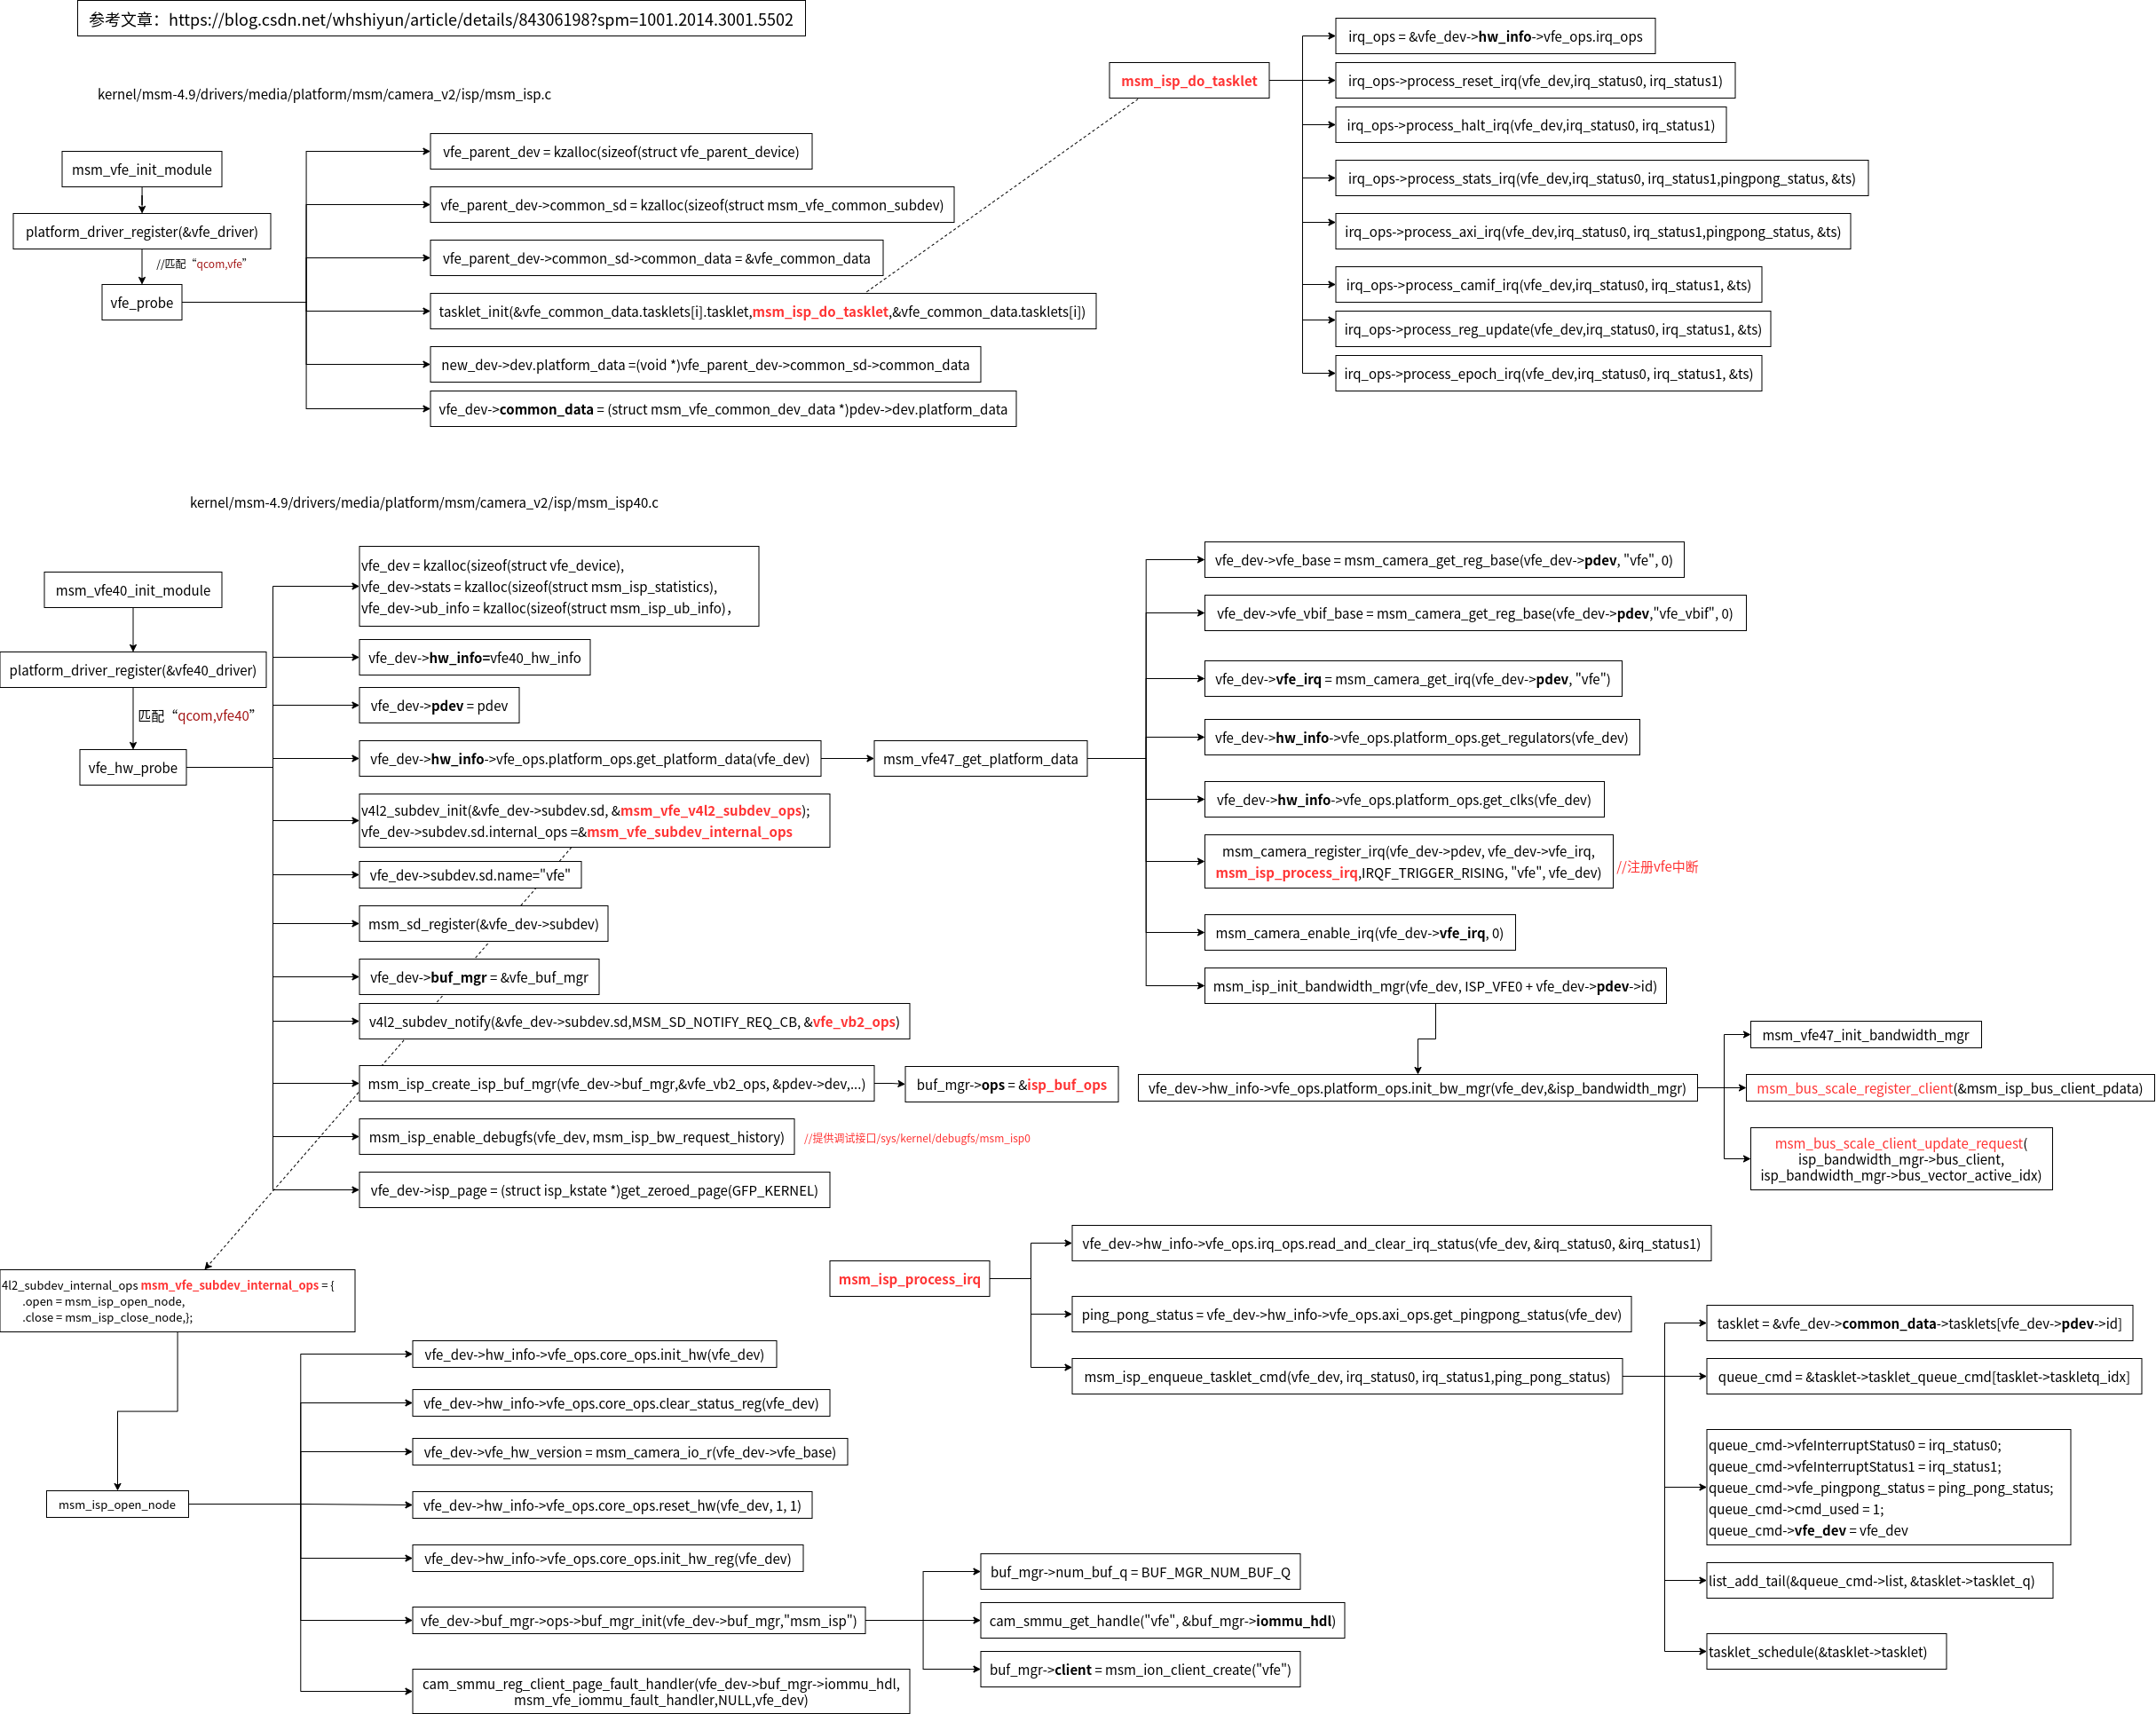 参考文章：https://blog.csdn.net/whshiyun/article/details/84306198?spm=1001.2014.3001.5502
kernel/msm-4.9/drivers/media/platform/msm/camera_v2/isp/msm_isp.c
msm_vfe_init_module
platform_driver_register(&vfe_driver)
//匹配“qcom,vfe”
vfe_probe
vfe_parent_dev = kzalloc(sizeof(struct vfe_parent_device)
vfe_parent_dev->common_sd = kzalloc(sizeof(struct msm_vfe_common_subdev)
vfe_parent_dev->common_sd->common_data = &vfe_common_data
tasklet_init(&vfe_common_data.tasklets[i].tasklet,msm_isp_do_tasklet,&vfe_common_data.tasklets[i])
new_dev->dev.platform_data =(void *)vfe_parent_dev->common_sd->common_data
vfe_dev->common_data = (struct msm_vfe_common_dev_data *)pdev->dev.platform_data
msm_isp_do_tasklet
irq_ops = &vfe_dev->hw_info->vfe_ops.irq_ops
irq_ops->process_reset_irq(vfe_dev,irq_status0, irq_status1)
irq_ops->process_halt_irq(vfe_dev,irq_status0, irq_status1)
irq_ops->process_stats_irq(vfe_dev,irq_status0, irq_status1,pingpong_status, &ts)
irq_ops->process_axi_irq(vfe_dev,irq_status0, irq_status1,pingpong_status, &ts)
irq_ops->process_camif_irq(vfe_dev,irq_status0, irq_status1, &ts)
irq_ops->process_reg_update(vfe_dev,irq_status0, irq_status1, &ts)
irq_ops->process_epoch_irq(vfe_dev,irq_status0, irq_status1, &ts)
kernel/msm-4.9/drivers/media/platform/msm/camera_v2/isp/msm_isp40.c
msm_vfe40_init_module
platform_driver_register(&vfe40_driver)
匹配“qcom,vfe40”
vfe_hw_probe
vfe_dev = kzalloc(sizeof(struct vfe_device),
vfe_dev->stats = kzalloc(sizeof(struct msm_isp_statistics),
vfe_dev->ub_info = kzalloc(sizeof(struct msm_isp_ub_info)，
vfe_dev->hw_info=vfe40_hw_info
vfe_dev->pdev = pdev
vfe_dev->hw_info->vfe_ops.platform_ops.get_platform_data(vfe_dev)
v4l2_subdev_init(&vfe_dev->subdev.sd, &msm_vfe_v4l2_subdev_ops);
vfe_dev->subdev.sd.internal_ops =&msm_vfe_subdev_internal_ops
vfe_dev->subdev.sd.name="vfe"
msm_sd_register(&vfe_dev->subdev)
vfe_dev->buf_mgr = &vfe_buf_mgr
v4l2_subdev_notify(&vfe_dev->subdev.sd,MSM_SD_NOTIFY_REQ_CB, &vfe_vb2_ops)
msm_isp_create_isp_buf_mgr(vfe_dev->buf_mgr,&vfe_vb2_ops, &pdev->dev,...)
buf_mgr->ops = &isp_buf_ops
msm_isp_enable_debugfs(vfe_dev, msm_isp_bw_request_history)
//提供调试接口/sys/kernel/debugfs/msm_isp0
vfe_dev->isp_page = (struct isp_kstate *)get_zeroed_page(GFP_KERNEL)
msm_vfe47_get_platform_data
vfe_dev->vfe_base = msm_camera_get_reg_base(vfe_dev->pdev, "vfe", 0)
vfe_dev->vfe_vbif_base = msm_camera_get_reg_base(vfe_dev->pdev,"vfe_vbif", 0)
vfe_dev->vfe_irq = msm_camera_get_irq(vfe_dev->pdev, "vfe")
vfe_dev->hw_info->vfe_ops.platform_ops.get_regulators(vfe_dev)
vfe_dev->hw_info->vfe_ops.platform_ops.get_clks(vfe_dev)
msm_camera_register_irq(vfe_dev->pdev, vfe_dev->vfe_irq,
msm_isp_process_irq,IRQF_TRIGGER_RISING, "vfe", vfe_dev)
//注册vfe中断
msm_camera_enable_irq(vfe_dev->vfe_irq, 0)
msm_isp_init_bandwidth_mgr(vfe_dev, ISP_VFE0 + vfe_dev->pdev->id)
vfe_dev->hw_info->vfe_ops.platform_ops.init_bw_mgr(vfe_dev,&isp_bandwidth_mgr)
msm_vfe47_init_bandwidth_mgr
msm_bus_scale_register_client(&msm_isp_bus_client_pdata)
msm_bus_scale_client_update_request(
isp_bandwidth_mgr->bus_client,
isp_bandwidth_mgr->bus_vector_active_idx)
4l2_subdev_internal_ops msm_vfe_subdev_internal_ops = {
.open = msm_isp_open_node,
.close = msm_isp_close_node,};
msm_isp_open_node
vfe_dev->hw_info->vfe_ops.core_ops.init_hw(vfe_dev)
vfe_dev->hw_info->vfe_ops.core_ops.clear_status_reg(vfe_dev)
vfe_dev->vfe_hw_version = msm_camera_io_r(vfe_dev->vfe_base)
vfe_dev->hw_info->vfe_ops.core_ops.reset_hw(vfe_dev, 1, 1)
vfe_dev->hw_info->vfe_ops.core_ops.init_hw_reg(vfe_dev)
vfe_dev->buf_mgr->ops->buf_mgr_init(vfe_dev->buf_mgr,"msm_isp")
cam_smmu_reg_client_page_fault_handler(vfe_dev->buf_mgr->iommu_hdl,
msm_vfe_iommu_fault_handler,NULL,vfe_dev)
buf_mgr->num_buf_q = BUF_MGR_NUM_BUF_Q
cam_smmu_get_handle("vfe", &buf_mgr->iommu_hdl)
buf_mgr->client = msm_ion_client_create("vfe")
msm_isp_process_irq
vfe_dev->hw_info->vfe_ops.irq_ops.read_and_clear_irq_status(vfe_dev, &irq_status0, &irq_status1)
ping_pong_status = vfe_dev->hw_info->vfe_ops.axi_ops.get_pingpong_status(vfe_dev)
msm_isp_enqueue_tasklet_cmd(vfe_dev, irq_status0, irq_status1,ping_pong_status)
tasklet = &vfe_dev->common_data->tasklets[vfe_dev->pdev->id]
queue_cmd = &tasklet->tasklet_queue_cmd[tasklet->taskletq_idx]
queue_cmd->vfeInterruptStatus0 = irq_status0;
queue_cmd->vfeInterruptStatus1 = irq_status1;
queue_cmd->vfe_pingpong_status = ping_pong_status;
queue_cmd->cmd_used = 1;
queue_cmd->vfe_dev = vfe_dev
list_add_tail(&queue_cmd->list, &tasklet->tasklet_q)
tasklet_schedule(&tasklet->tasklet)